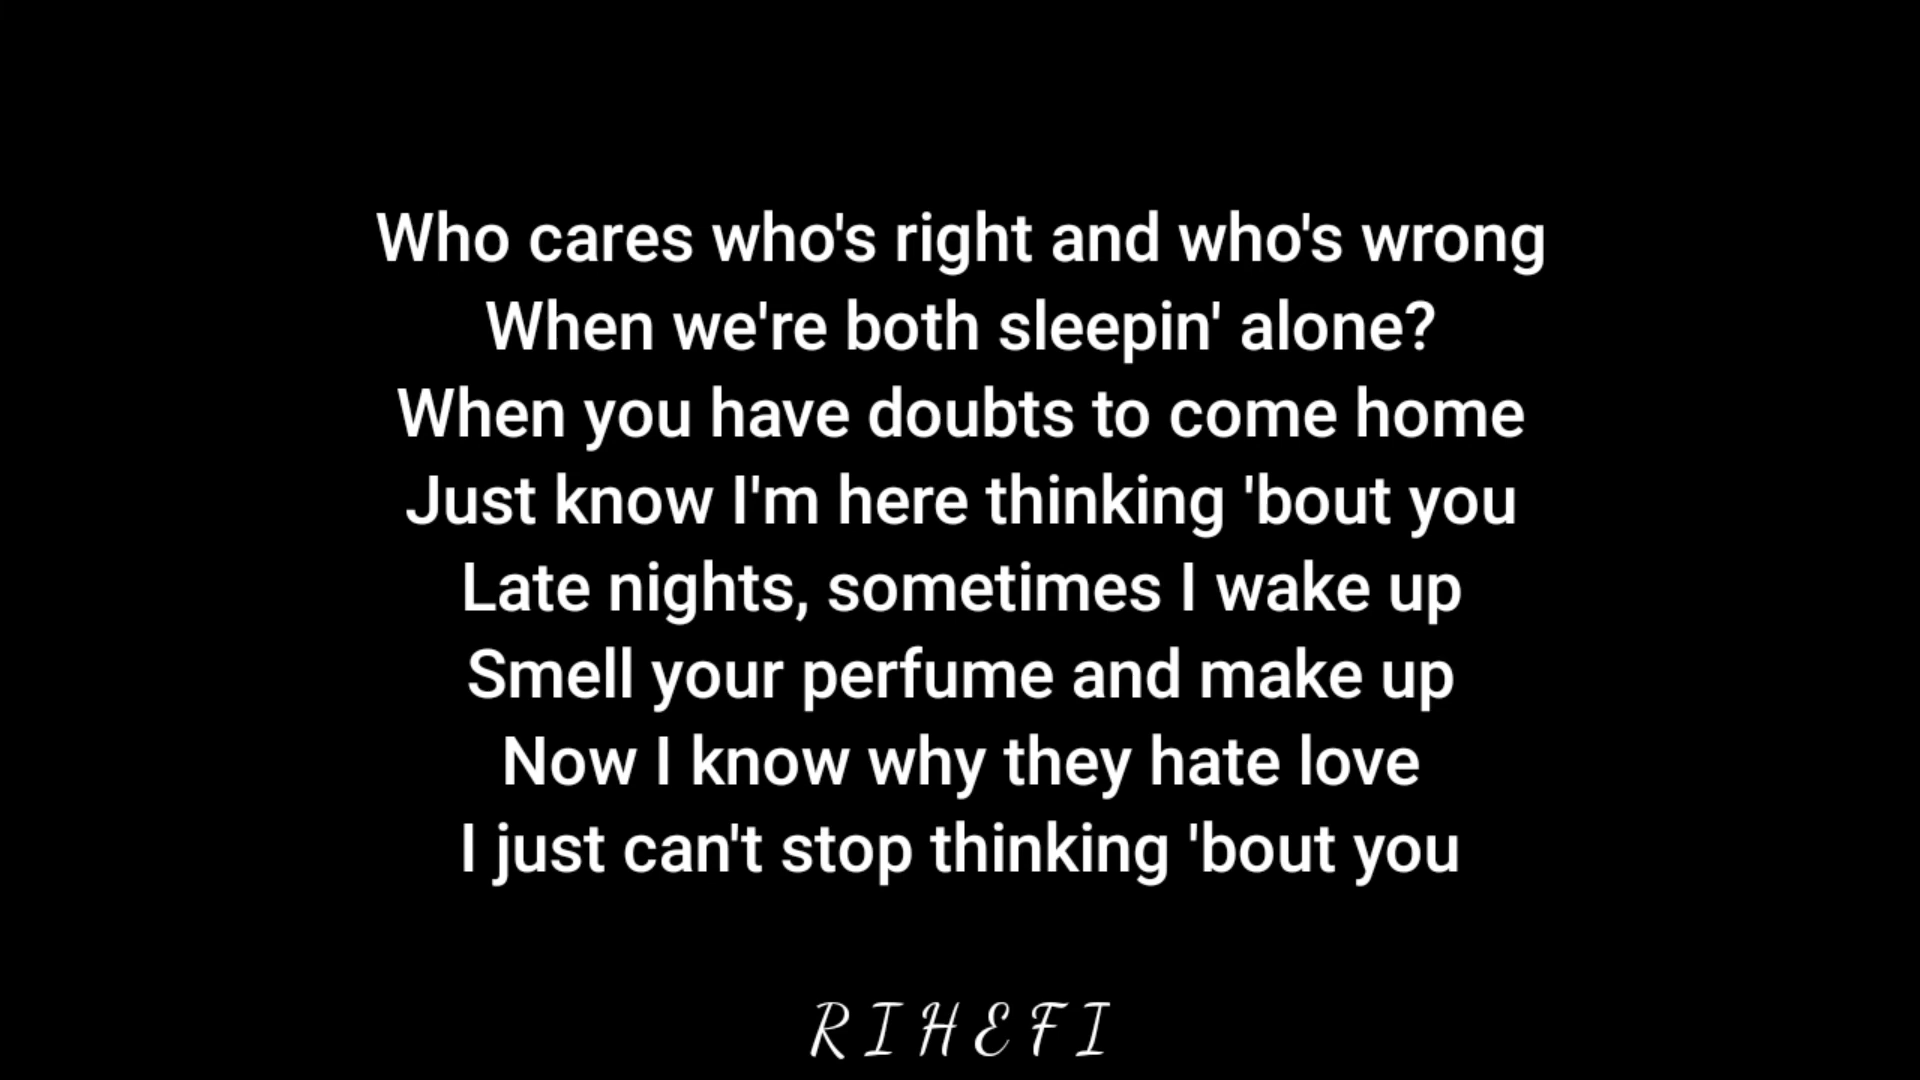 Who cares who's right and who's wrong
When we're both sleepin' alone?
When you have doubts to come home
Just know I'm here thinking 'bout you
Late nights, sometimes I wake up
Smell your perfume and make up
Now I know why they hate love
I just can't stop thinking 'bout you
RIHEFI